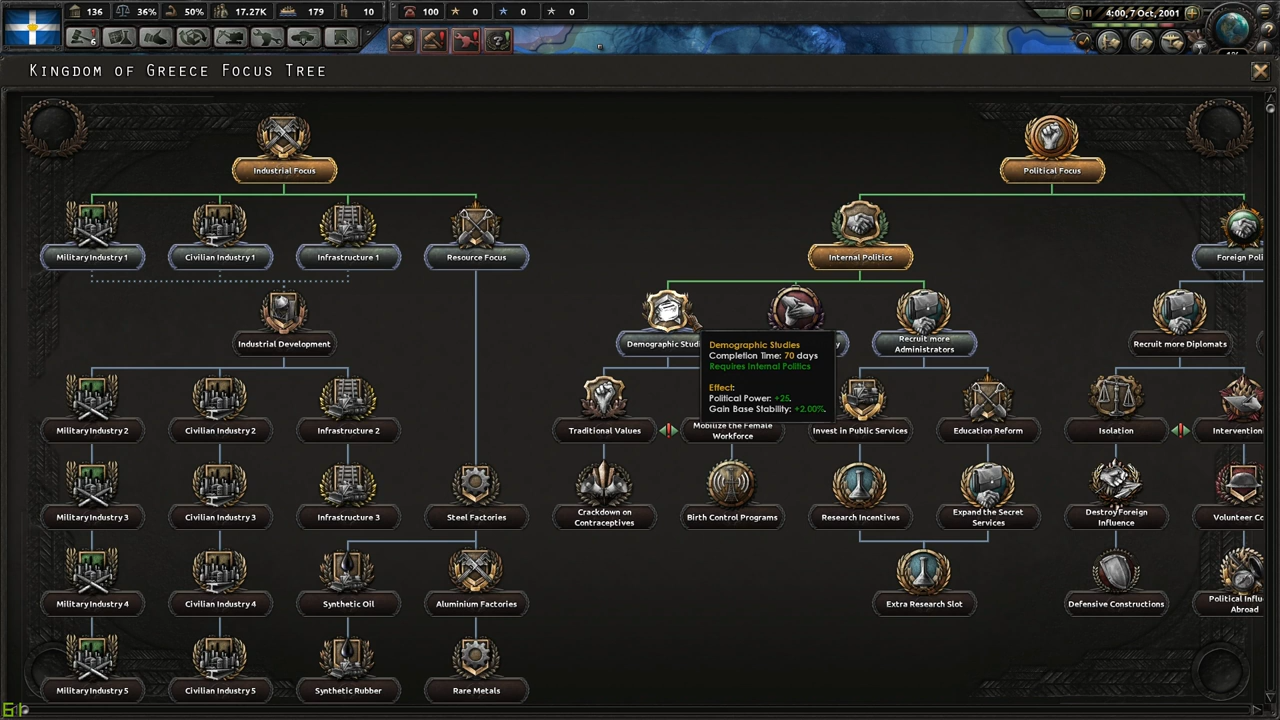 136 36% 50% 17.27K 179 10 100 0 0 0 4:00, 7 Oct, 2001
6
Kingdom of Greece Focus Tree
Industrial Focus Political Focus
Military Industry 1 Civilian Industry 1 Infrastructure 1 Resource Focus Internal Politics Foreign Poli
Industrial Development Demographic Studi y Recruit more Administrators Recruit more Diplomats
Demographic Studies
Completion Time: 70 days
Requires Internal Politics
Effect:
Political Power: +25.
Gain Base Stability: +2.00%.
Military Industry 2 Civilian Industry 2 Infrastructure 2 Traditional Values Mobilize the Female Workforce Invest in Public Services Education Reform Isolation Intervention
Military Industry 3 Civilian Industry 3 Infrastructure 3 Steel Factories Crackdown on Contraceptives Birth Control Programs Research Incentives Expand the Secret Services Destroy Foreign Influence Volunteer Co
Military Industry 4 Civilian Industry 4 Synthetic Oil Aluminium Factories Extra Research Slot Defensive Constructions Political Influ Abroad
Military Industry 5 Civilian Industry 5 Synthetic Rubber Rare Metals